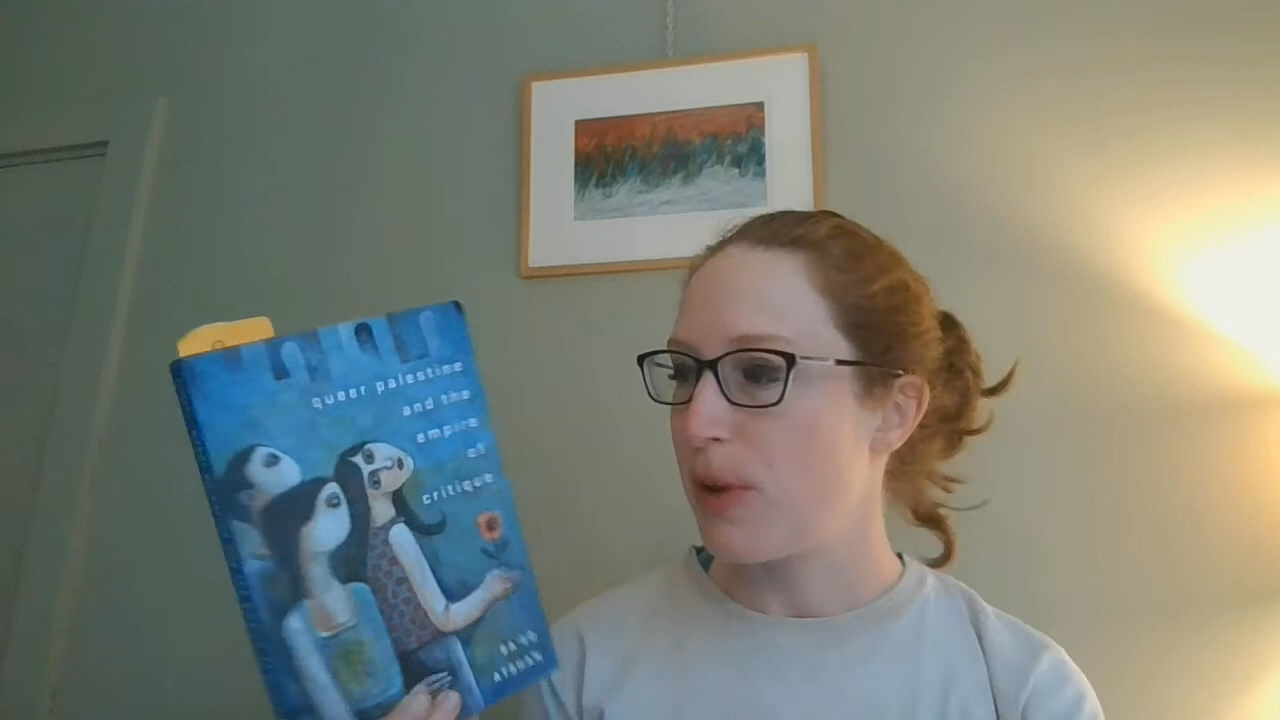 queer palestine
and the
empire
of
critique
SA'ED
ATSHAN